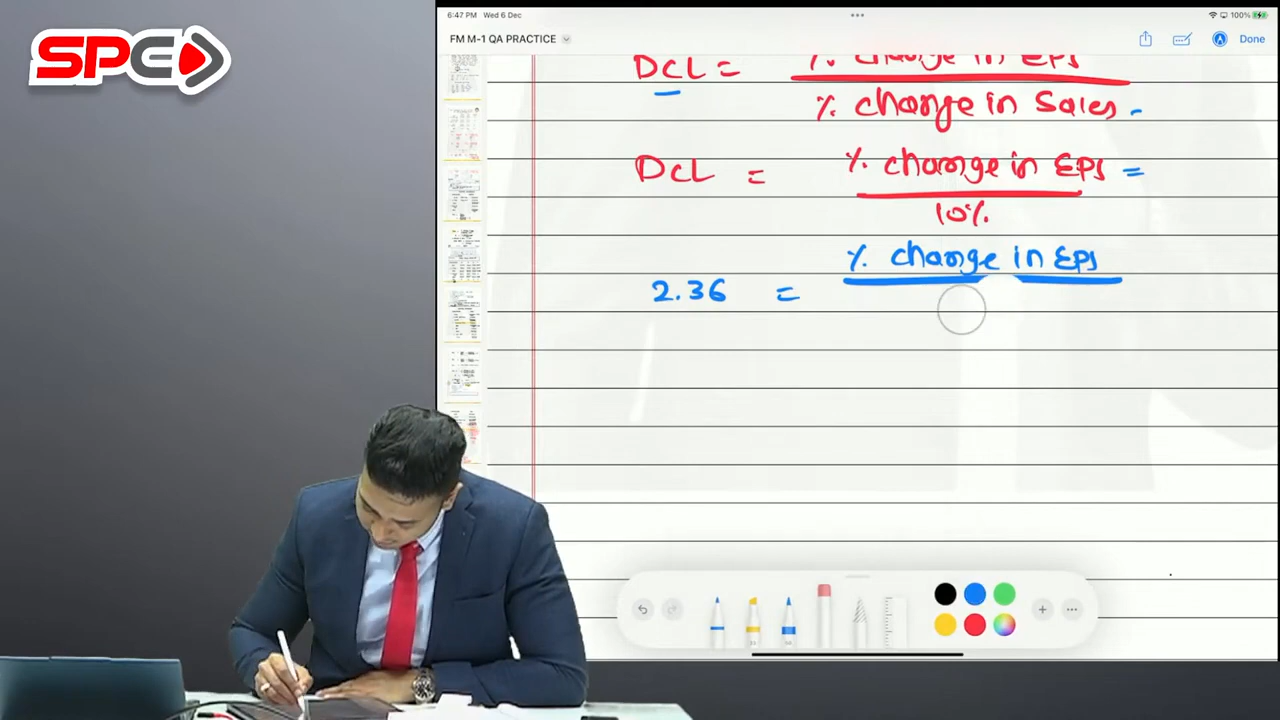 6:47 PM Wed 6 Dec
100%
SPE
FM M-1 QA PRACTICE
Done
DCL = % change in EPS
% change in Sales
DCL = % change in EPS =
10%
2.36 = % change in EPS